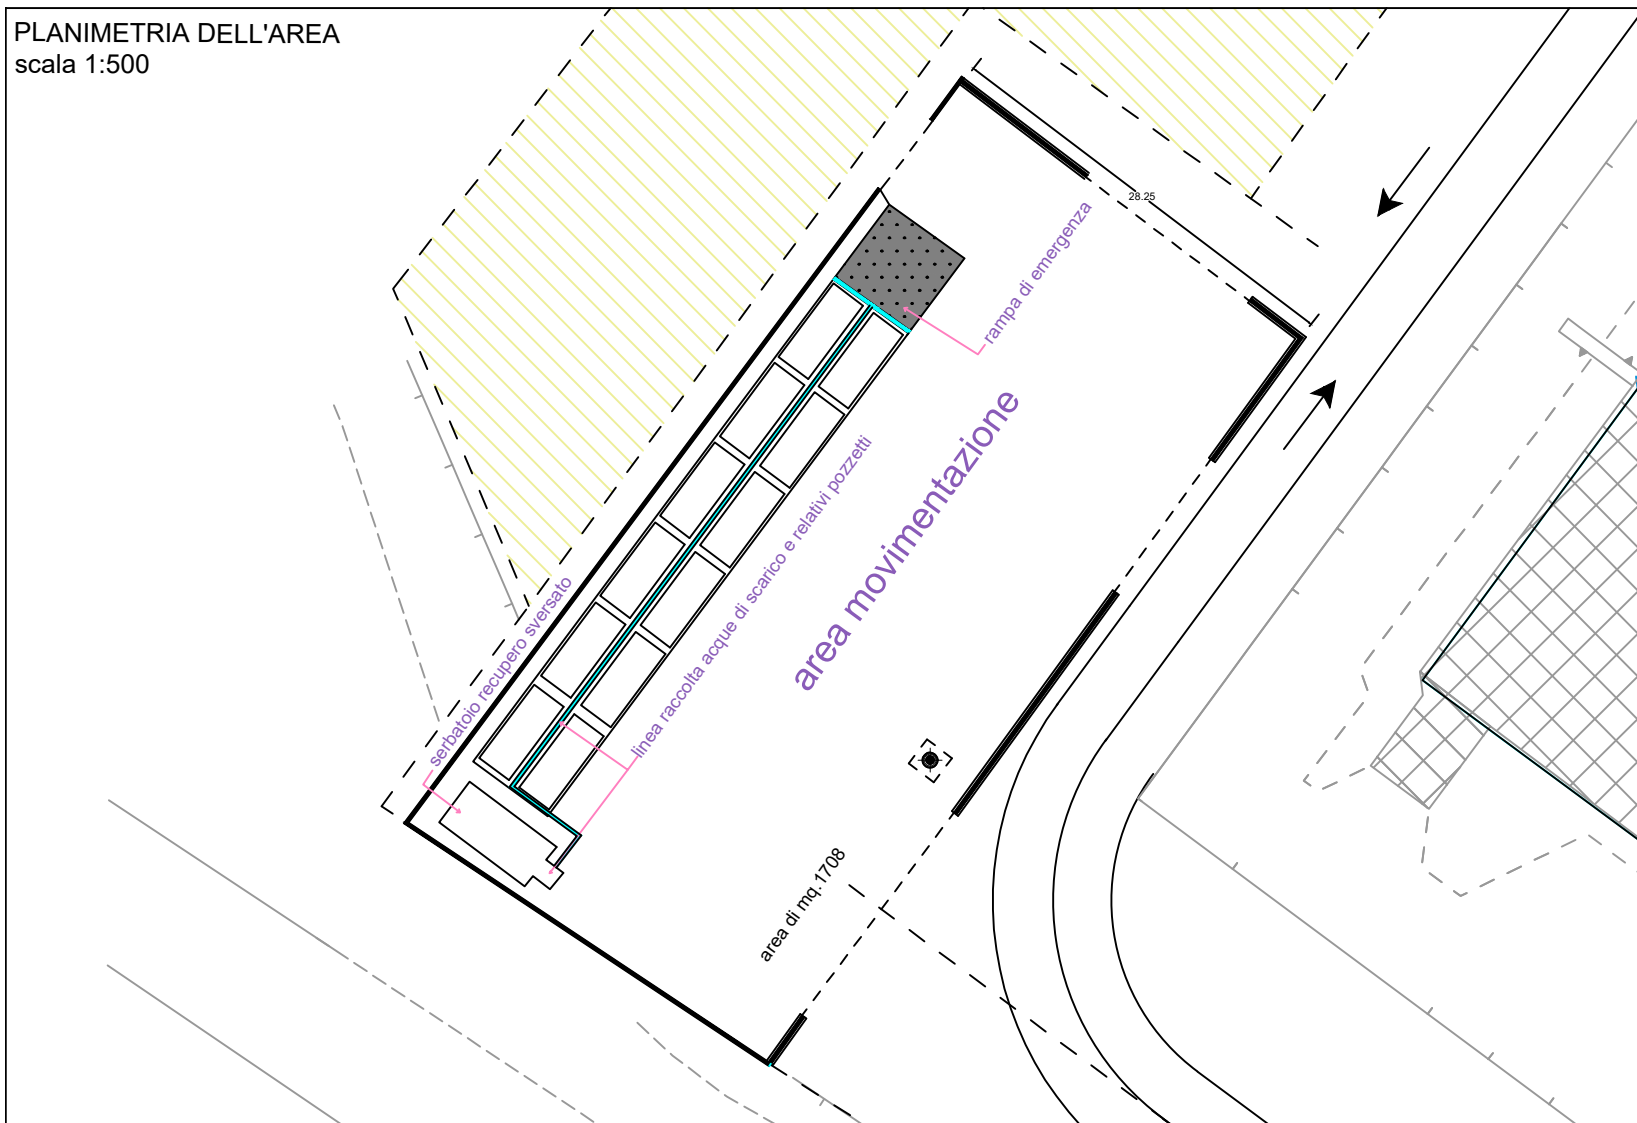 PLANIMETRIA DELL'AREA
scala 1:500
28.25
rampa di emergenza
area movimentazione
linea raccolta acque di scarico e relativi pozzetti
serbatoio recupero sversato
area di mq.1708